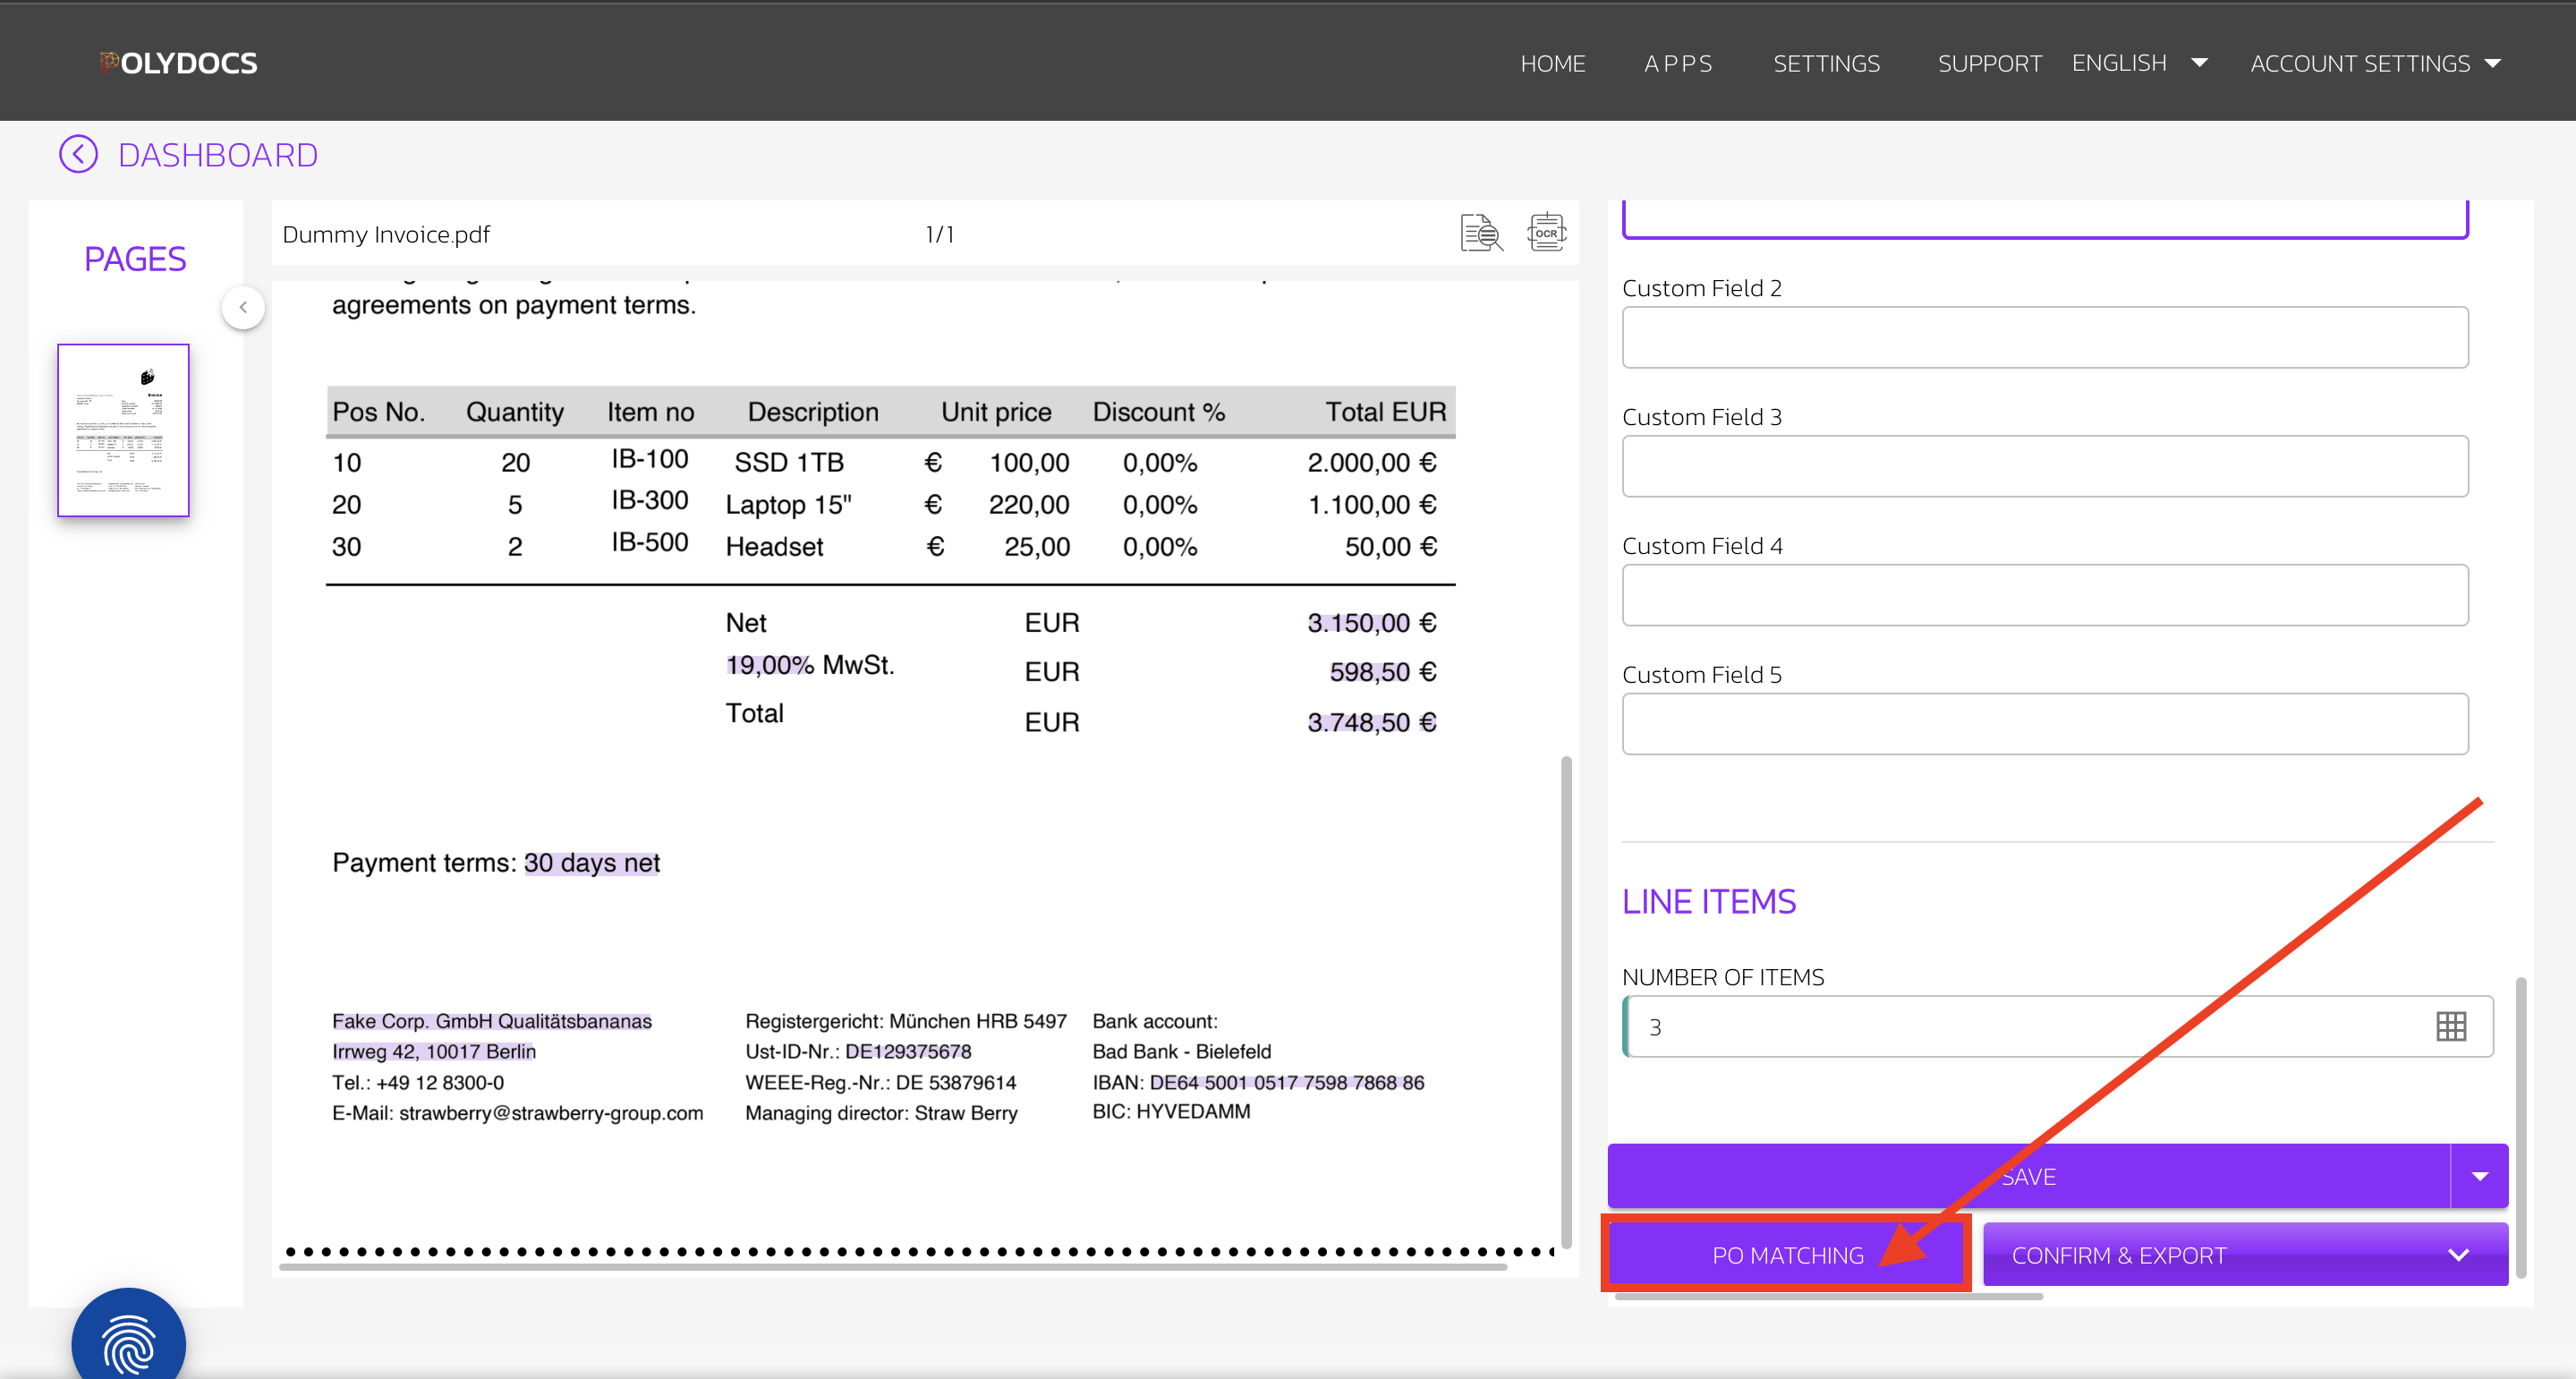 POLYDOCS
HOME APPS SETTINGS SUPPORT ENGLISH ACCOUNT SETTINGS
DASHBOARD
PAGES
Dummy Invoice.pdf 1/1
OCR
agreements on payment terms.
Pos No. Quantity Item no Description Unit price Discount % Total EUR
10 20 IB-100 SSD 1TB € 100,00 0,00% 2.000,00 €
20 5 IB-300 Laptop 15" € 220,00 0,00% 1.100,00 €
30 2 IB-500 Headset € 25,00 0,00% 50,00 €
Net EUR 3.150,00 €
19,00% MwSt. EUR 598,50 €
Total EUR 3.748,50 €
Payment terms: 30 days net
Fake Corp. GmbH Qualitätsbananas
Irrweg 42, 10017 Berlin
Tel.: +49 12 8300-0
E-Mail: strawberry@strawberry-group.com
Registergericht: München HRB 5497
Ust-ID-Nr.: DE129375678
WEEE-Reg.-Nr.: DE 53879614
Managing director: Straw Berry
Bank account:
Bad Bank - Bielefeld
IBAN: DE64 5001 0517 7598 7868 86
BIC: HYVEDAMM
Custom Field 2
Custom Field 3
Custom Field 4
Custom Field 5
LINE ITEMS
NUMBER OF ITEMS
3
SAVE
PO MATCHING
CONFIRM & EXPORT